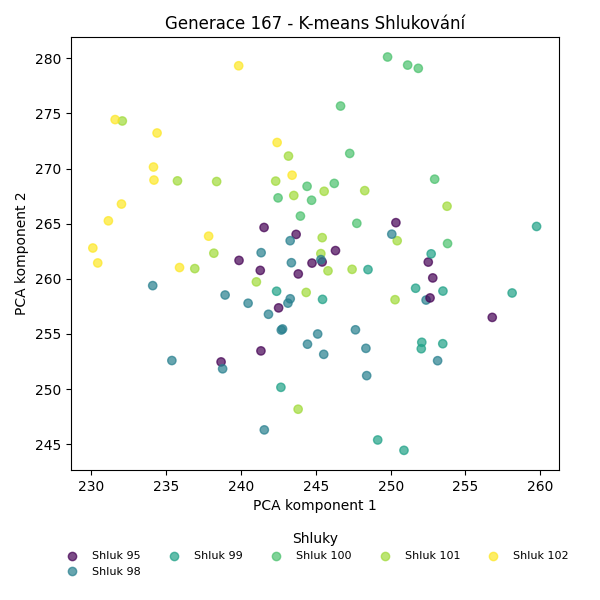 Generace 167 - K-means Shlukování
280
275
270
265
260
255
250
245
PCA komponent 2
230 235 240 245 250 255 260
PCA komponent 1
Shluky
Shluk 95 Shluk 99 Shluk 100 Shluk 101 Shluk 102
Shluk 98